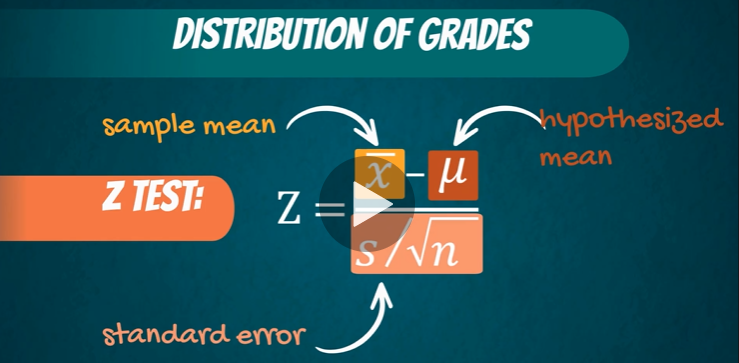 DISTRIBUTION OF GRADES
sample mean
hypothesized
mean
Z TEST:
Z = x̄ - μ
s/√n
standard error